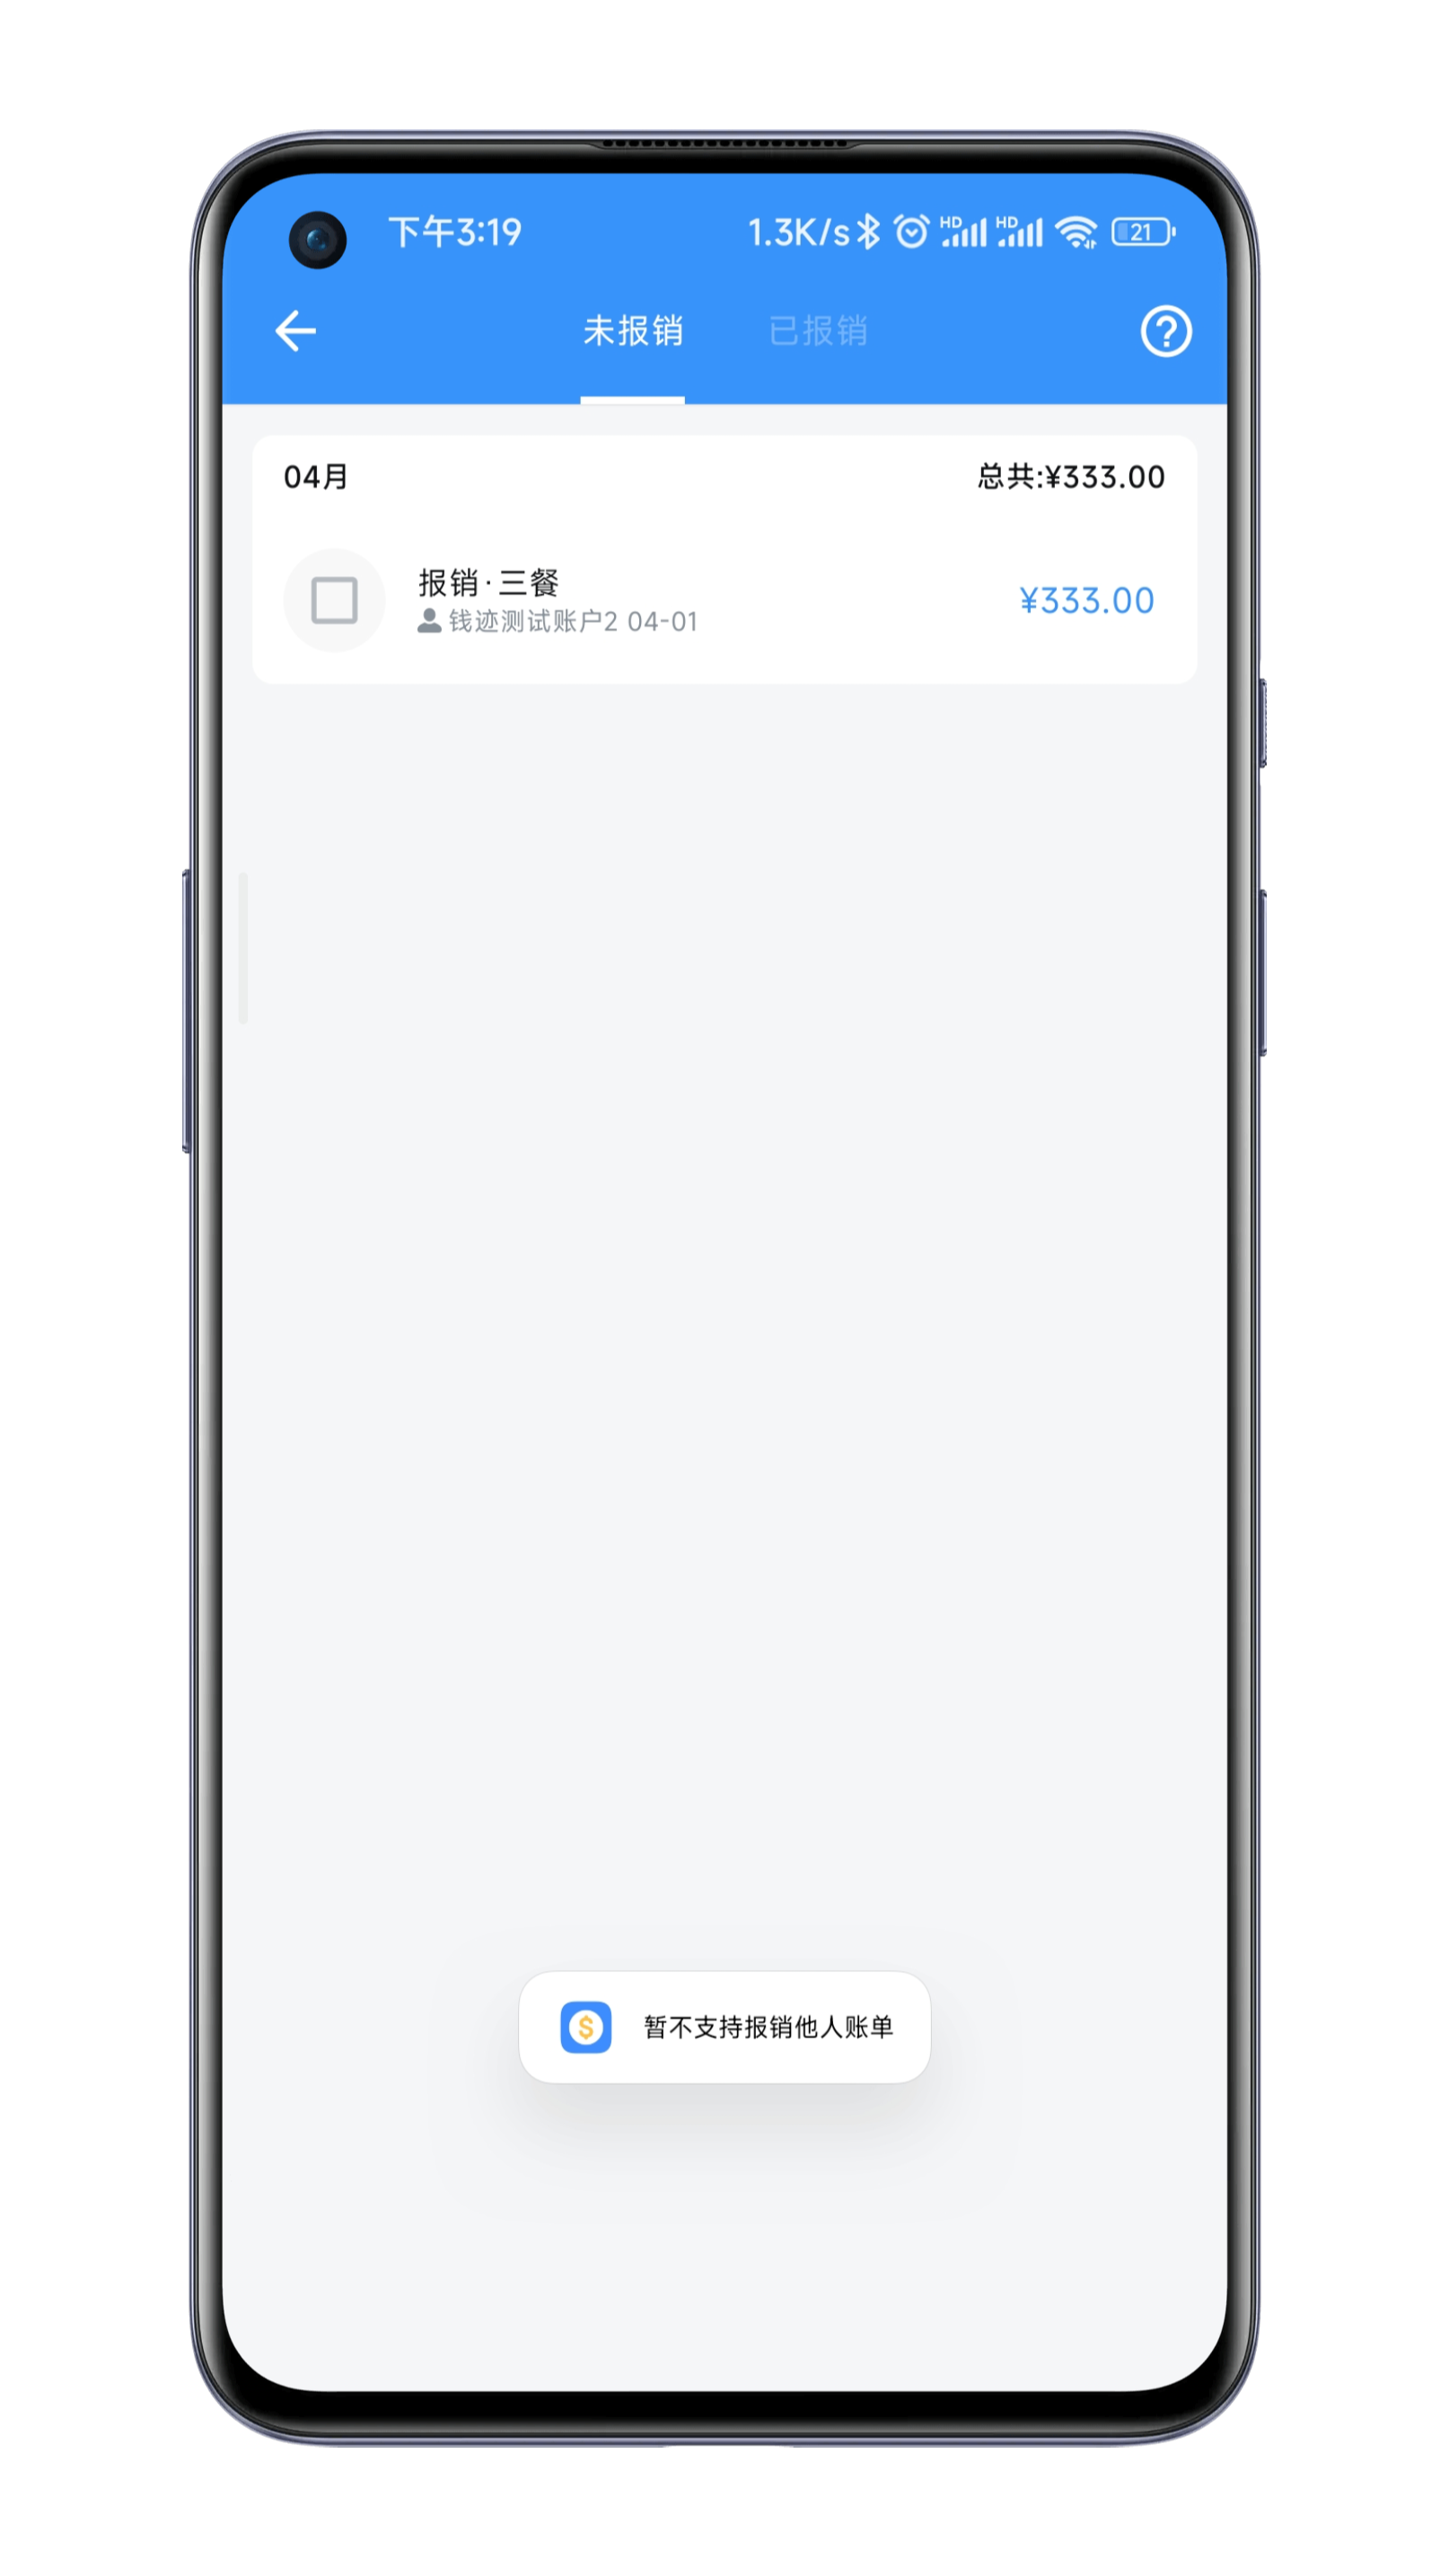 下午3:19 1.3K/s HD HD 21
未报销 已报销
04月 总共:¥333.00
报销·三餐
¥333.00
钱迹测试账户2 04-01
暂不支持报销他人账单